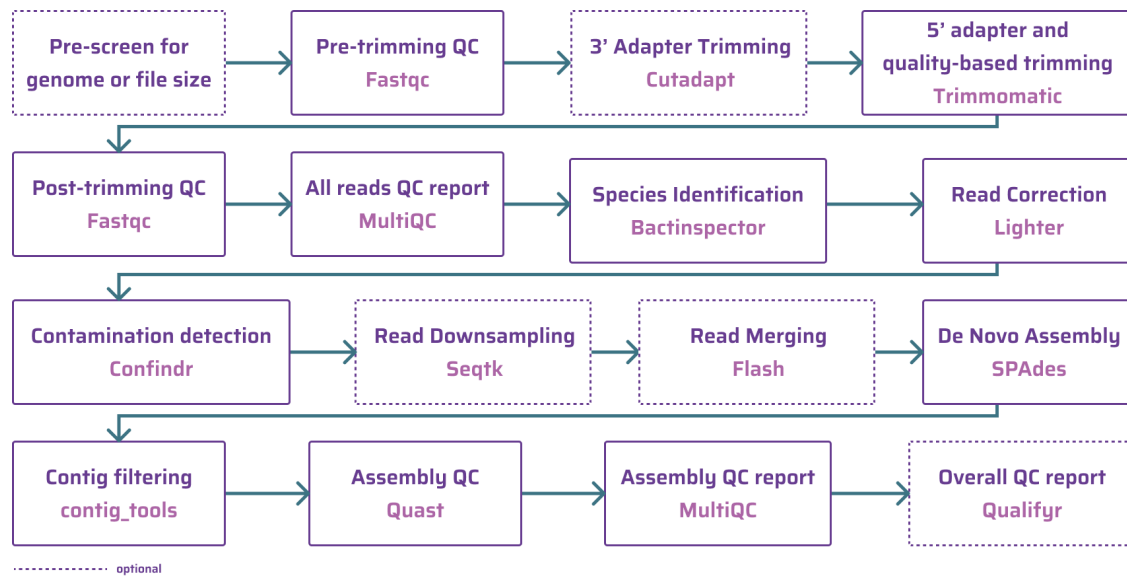 Pre-screen for
genome or file size
Pre-trimming QC
Fastqc
3’ Adapter Trimming
Cutadapt
5’ adapter and
quality-based trimming
Trimmomatic
Post-trimming QC
Fastqc
All reads QC report
MultiQC
Species Identification
Bactinspector
Read Correction
Lighter
Contamination detection
Confindr
Read Downsampling
Seqtk
Read Merging
Flash
De Novo Assembly
SPAdes
Contig filtering
contig_tools
Assembly QC
Quast
Assembly QC report
MultiQC
Overall QC report
Qualifyr
optional